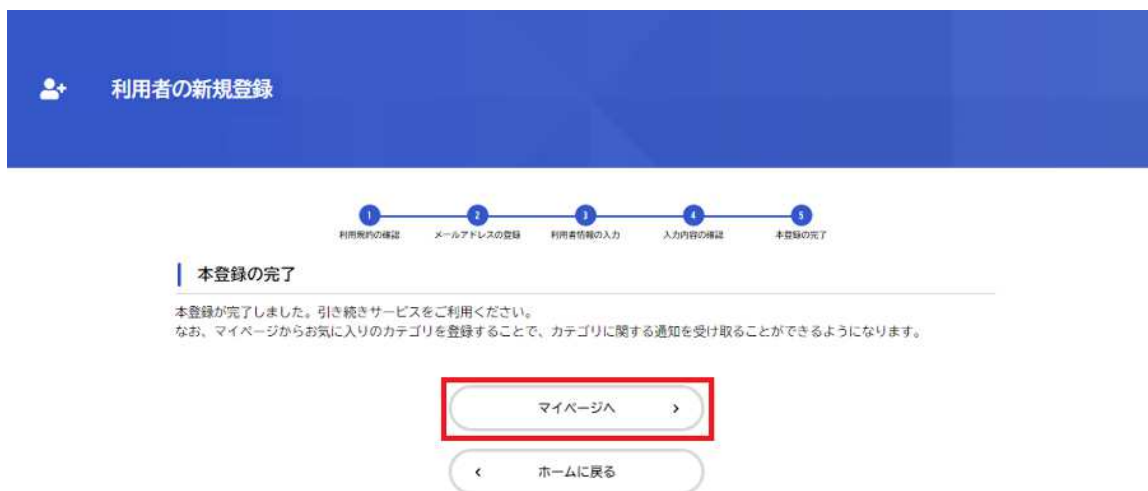 利用者の新規登録
1 2 3 4 5
利用規約の確認 メールアドレスの登録 利用者情報の入力 入力内容の確認 本登録の完了
本登録の完了
本登録が完了しました。引き続きサービスをご利用ください。
なお、マイページからお気に入りのカテゴリを登録することで、カテゴリに関する通知を受け取ることができるようになります。
マイページへ
ホームに戻る